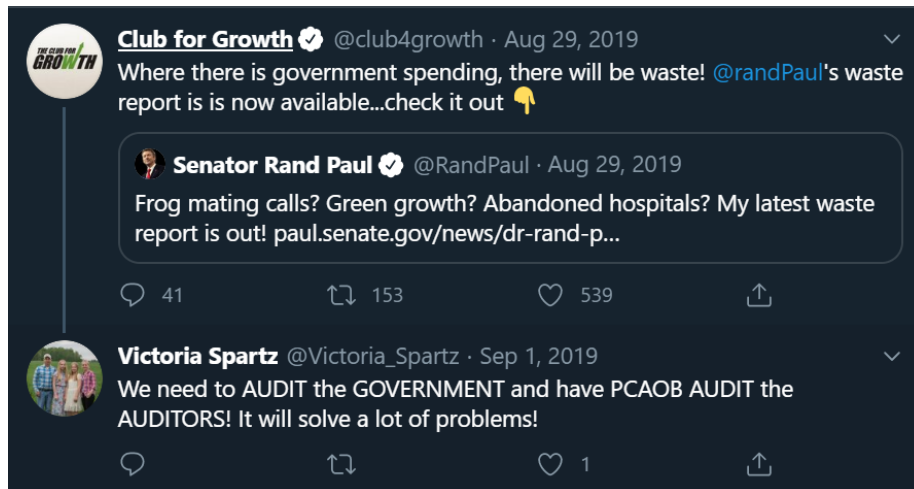 THE CLUB FOR
GROWTH
Club for Growth @club4growth · Aug 29, 2019
Where there is government spending, there will be waste! @randPaul's waste
report is is now available...check it out 👇
Senator Rand Paul @RandPaul · Aug 29, 2019
Frog mating calls? Green growth? Abandoned hospitals? My latest waste
report is out! paul.senate.gov/news/dr-rand-p...
41 153 539
Victoria Spartz @Victoria_Spartz · Sep 1, 2019
We need to AUDIT the GOVERNMENT and have PCAOB AUDIT the
AUDITORS! It will solve a lot of problems!
1